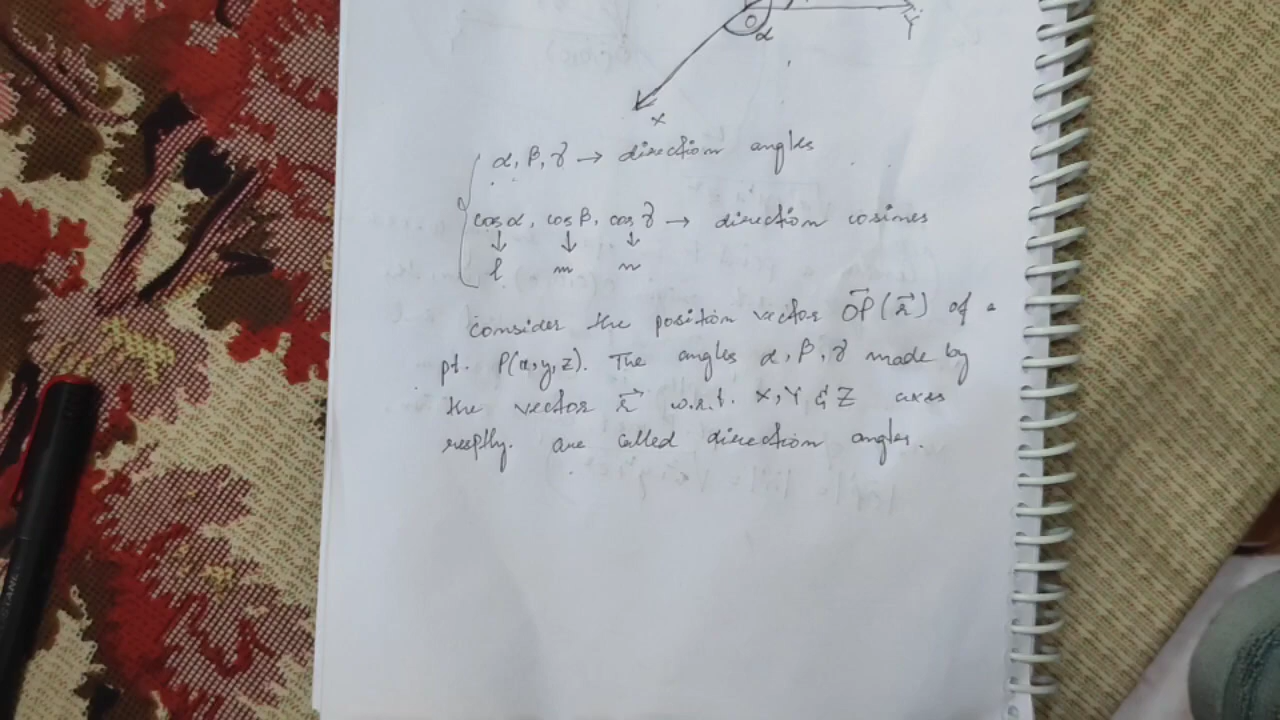 Y
O
α
x
α, β, γ → direction angles
cos α, cos β, cos γ → direction cosines
↓ ↓ ↓
l m n
Consider the position vector OP⃗ (r⃗) of a
pt. P(x,y,z). The angles α, β, γ made by
the vector r⃗ w.r.t. X, Y & Z axes
resptly. are called direction angles.